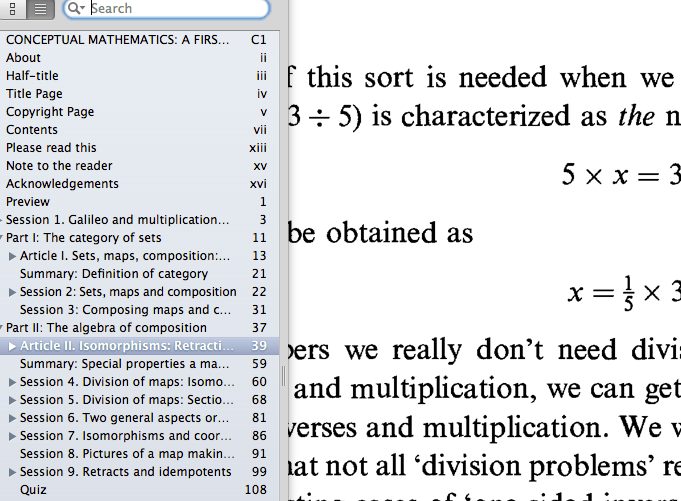 Search
CONCEPTUAL MATHEMATICS: A FIRS... C1
About ii
Half-title iii
Title Page iv
Copyright Page v
Contents vii
Please read this xiii
Note to the reader xv
Acknowledgements xvi
Preview 1
Session 1. Galileo and multiplication... 3
Part I: The category of sets 11
Article I. Sets, maps, composition:... 13
Summary: Definition of category 21
Session 2: Sets, maps and composition 22
Session 3: Composing maps and c... 31
Part II: The algebra of composition 37
Article II. Isomorphisms: Retracti... 39
Summary: Special properties a ma... 59
Session 4. Division of maps: Isomo... 60
Session 5. Division of maps: Sectio... 68
Session 6. Two general aspects or... 81
Session 7. Isomorphisms and coor... 86
Session 8. Pictures of a map makin... 91
Session 9. Retracts and idempotents 99
Quiz 108
f this sort is needed when we
3 ÷ 5) is characterized as the n
5 × x = 3
be obtained as
x = 1/5 × 3
bers we really don't need divi
and multiplication, we can get
verses and multiplication. We w
hat not all 'division problems' re